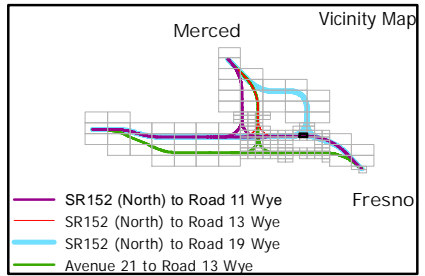 Vicinity Map
Merced
Fresno
SR152 (North) to Road 11 Wye
SR152 (North) to Road 13 Wye
SR152 (North) to Road 19 Wye
Avenue 21 to Road 13 Wye